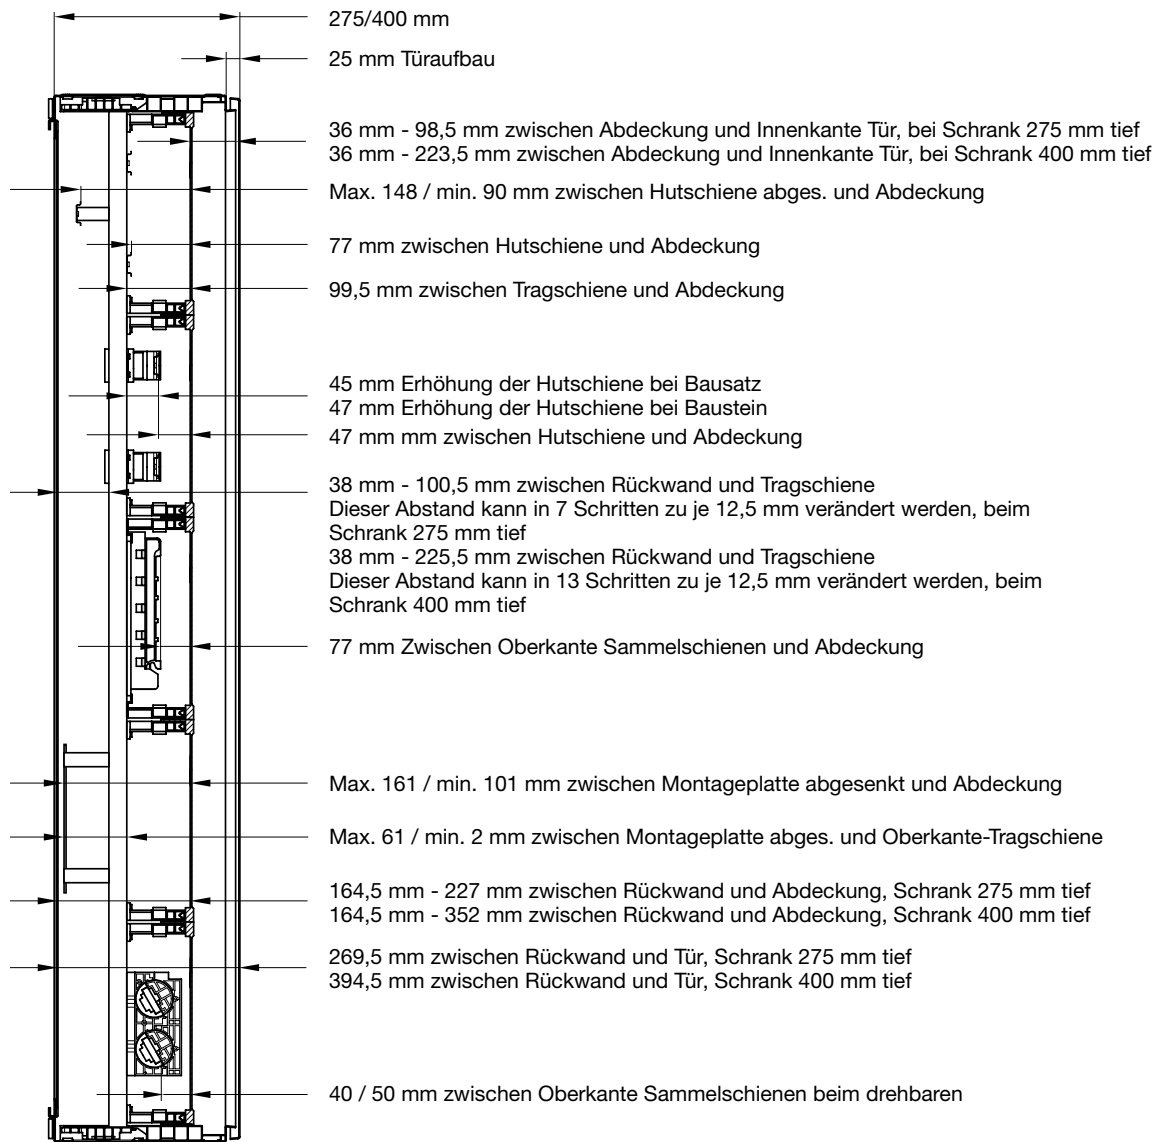 275/400 mm
25 mm Türaufbau
36 mm - 98,5 mm zwischen Abdeckung und Innenkante Tür, bei Schrank 275 mm tief
36 mm - 223,5 mm zwischen Abdeckung und Innenkante Tür, bei Schrank 400 mm tief
Max. 148 / min. 90 mm zwischen Hutschiene abges. und Abdeckung
77 mm zwischen Hutschiene und Abdeckung
99,5 mm zwischen Tragschiene und Abdeckung
45 mm Erhöhung der Hutschiene bei Bausatz
47 mm Erhöhung der Hutschiene bei Baustein
47 mm mm zwischen Hutschiene und Abdeckung
38 mm - 100,5 mm zwischen Rückwand und Tragschiene
Dieser Abstand kann in 7 Schritten zu je 12,5 mm verändert werden, beim
Schrank 275 mm tief
38 mm - 225,5 mm zwischen Rückwand und Tragschiene
Dieser Abstand kann in 13 Schritten zu je 12,5 mm verändert werden, beim
Schrank 400 mm tief
77 mm Zwischen Oberkante Sammelschienen und Abdeckung
Max. 161 / min. 101 mm zwischen Montageplatte abgesenkt und Abdeckung
Max. 61 / min. 2 mm zwischen Montageplatte abges. und Oberkante-Tragschiene
164,5 mm - 227 mm zwischen Rückwand und Abdeckung, Schrank 275 mm tief
164,5 mm - 352 mm zwischen Rückwand und Abdeckung, Schrank 400 mm tief
269,5 mm zwischen Rückwand und Tür, Schrank 275 mm tief
394,5 mm zwischen Rückwand und Tür, Schrank 400 mm tief
40 / 50 mm zwischen Oberkante Sammelschienen beim drehbaren